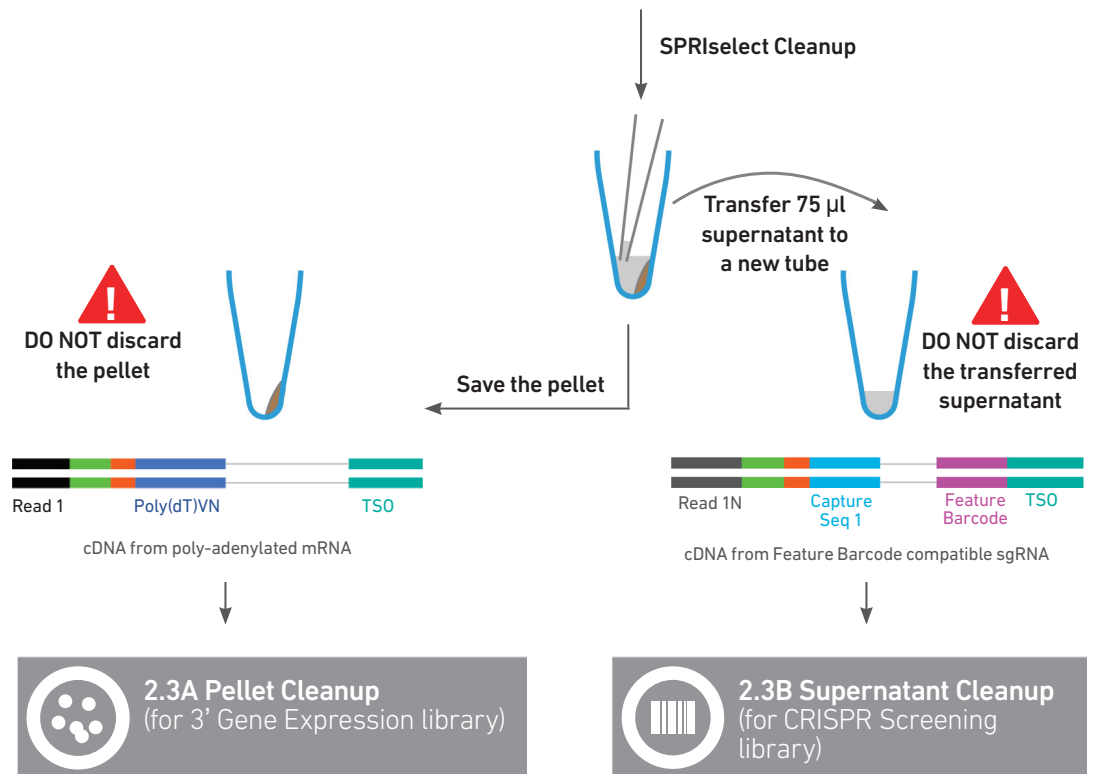 SPRIselect Cleanup
Transfer 75 µl
supernatant to
a new tube
!
DO NOT discard
the pellet
Save the pellet
!
DO NOT discard
the transferred
supernatant
Read 1
Poly(dT)VN
TSO
cDNA from poly-adenylated mRNA
Read 1N
Capture
Seq 1
Feature
Barcode
TSO
cDNA from Feature Barcode compatible sgRNA
2.3A Pellet Cleanup
(for 3’ Gene Expression library)
2.3B Supernatant Cleanup
(for CRISPR Screening
library)